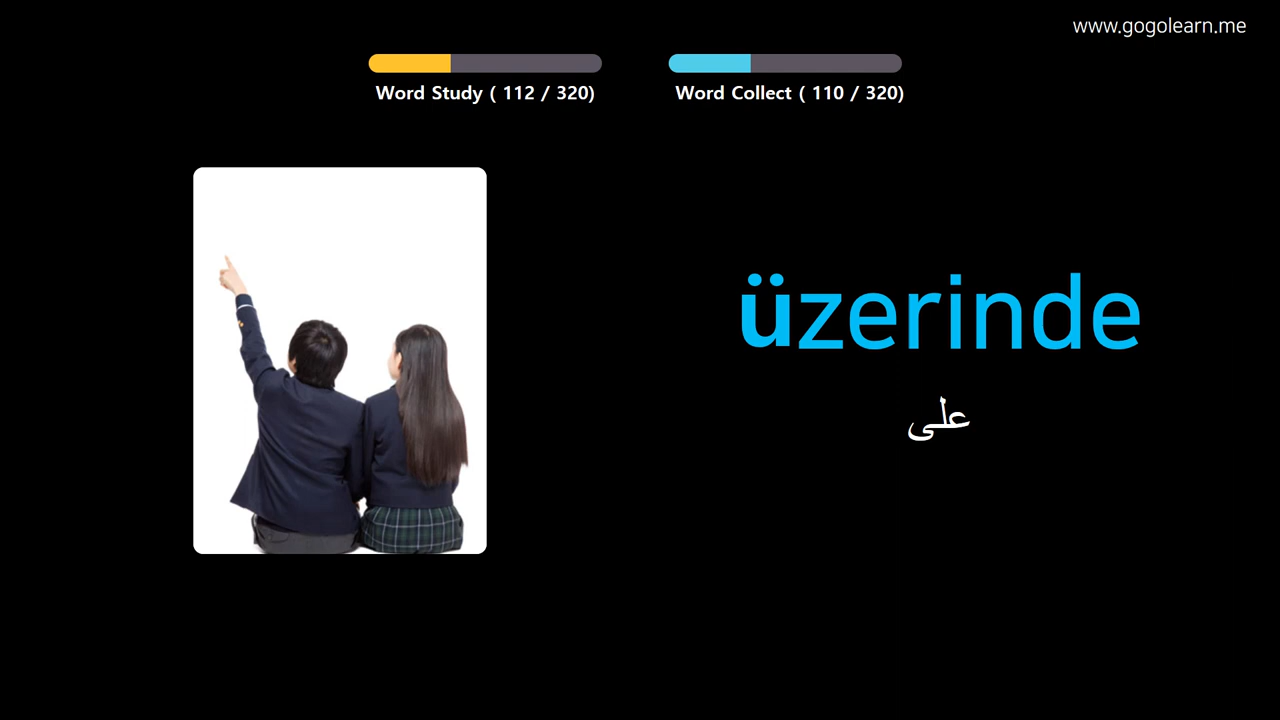 www.gogolearn.me
Word Study ( 112 / 320)
Word Collect ( 110 / 320)
üzerinde
على